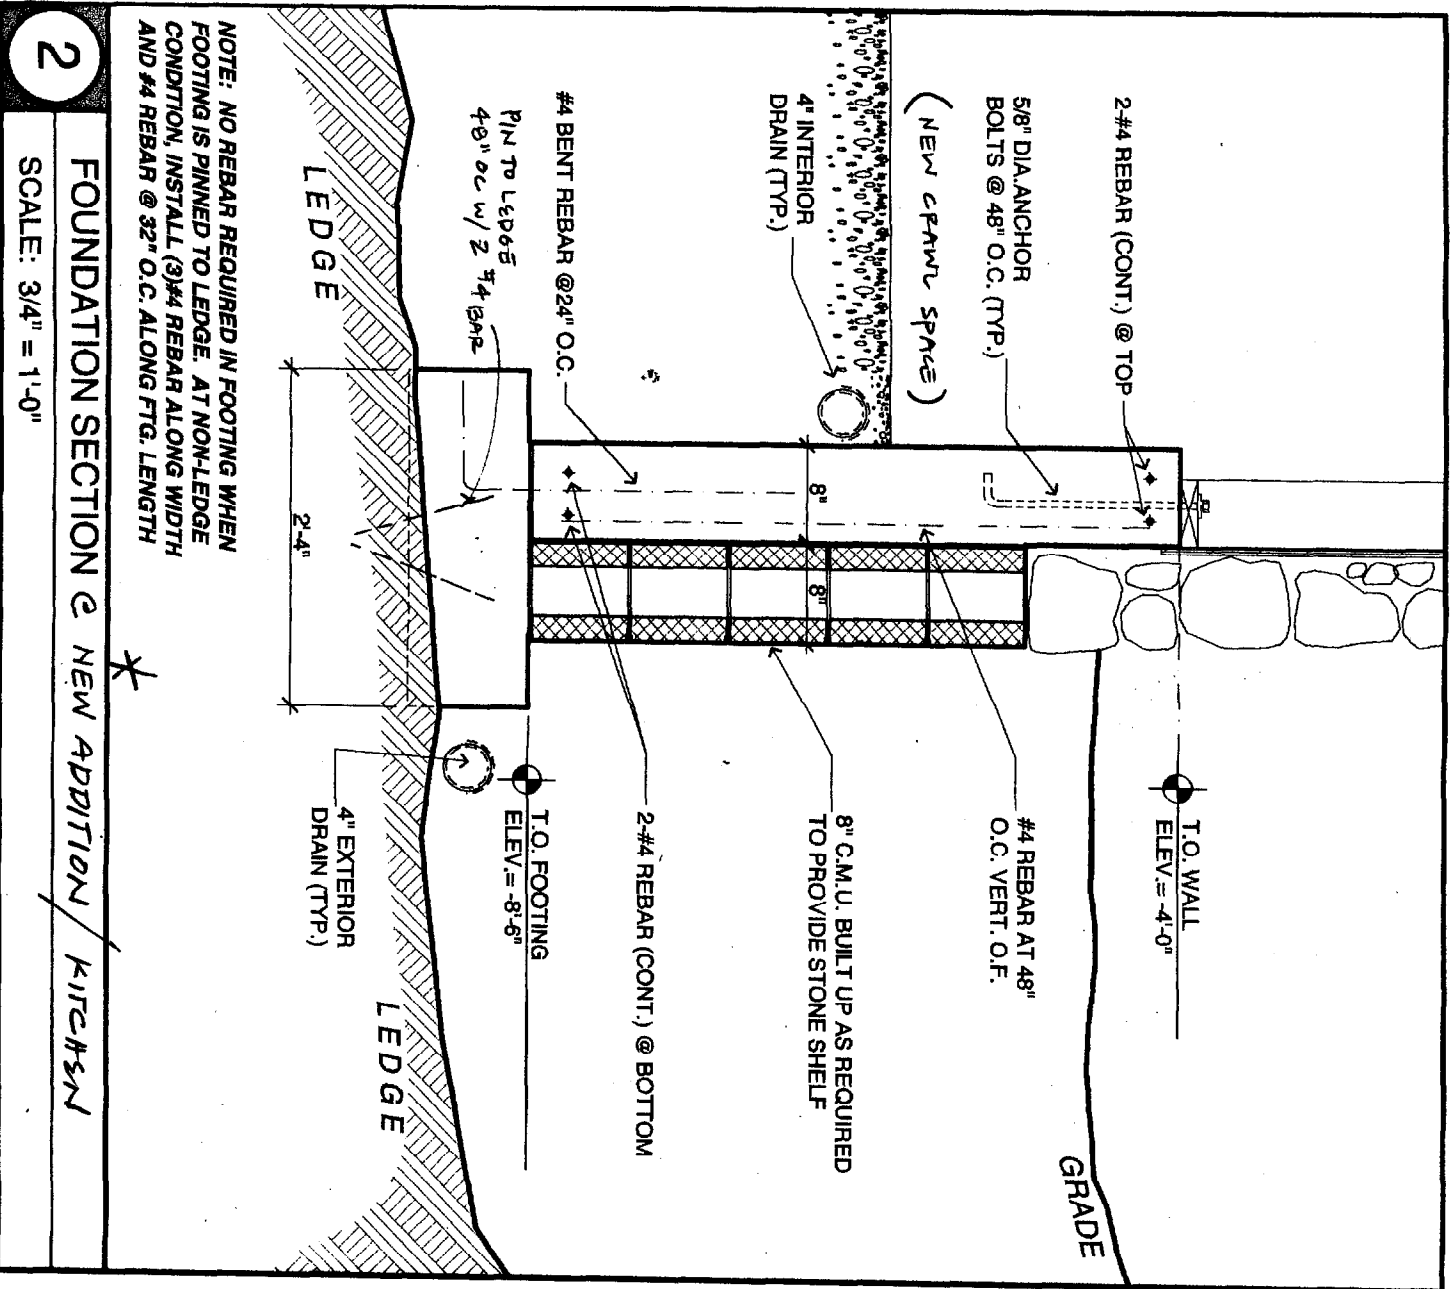 2-#4 REBAR (CONT.) @ TOP
5/8" DIA.ANCHOR
BOLTS @ 48" O.C. (TYP.)
(NEW CRAWL SPACE)
4" INTERIOR
DRAIN (TYP.)
#4 BENT REBAR @24" O.C.
PIN TO LEDGE
48" OC W/ 2 #4 BAR
LEDGE
8"
8"
2'-4"
T.O. WALL
ELEV.= -4'-0"
GRADE
#4 REBAR AT 48"
O.C. VERT. O.F.
8" C.M.U. BUILT UP AS REQUIRED
TO PROVIDE STONE SHELF
2-#4 REBAR (CONT.) @ BOTTOM
T.O. FOOTING
ELEV.= -8'-6"
4" EXTERIOR
DRAIN (TYP.)
LEDGE
NOTE: NO REBAR REQUIRED IN FOOTING WHEN
FOOTING IS PINNED TO LEDGE. AT NON-LEDGE
CONDITION, INSTALL (3)#4 REBAR ALONG WIDTH
AND #4 REBAR @ 32" O.C. ALONG FTG. LENGTH
*
2
FOUNDATION SECTION @ NEW ADDITION / KITCHEN
SCALE: 3/4" = 1'-0"